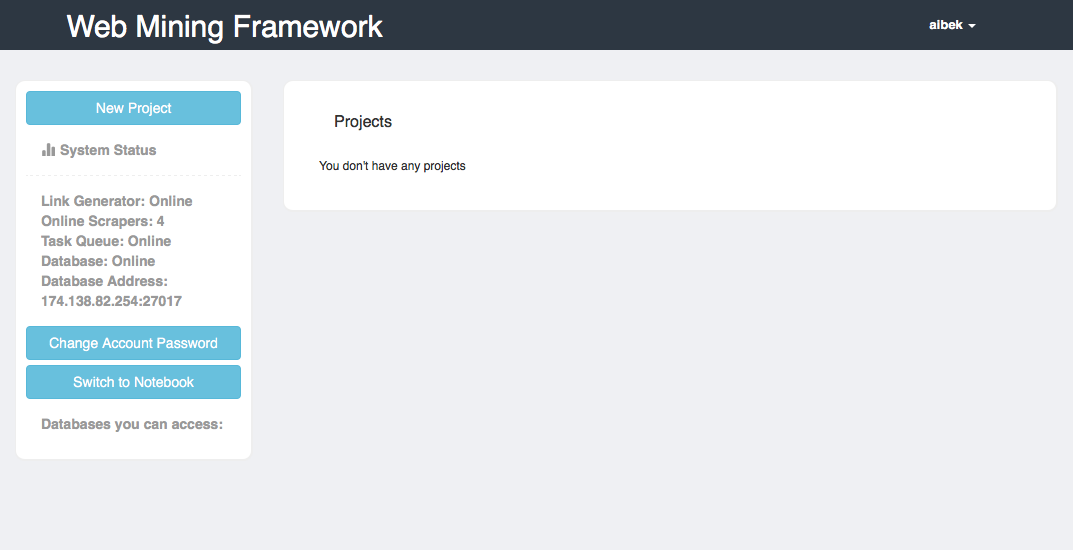 Web Mining Framework
albek
New Project
System Status
Link Generator: Online
Online Scrapers: 4
Task Queue: Online
Database: Online
Database Address:
174.138.82.254:27017
Change Account Password
Switch to Notebook
Databases you can access:
Projects
You don't have any projects